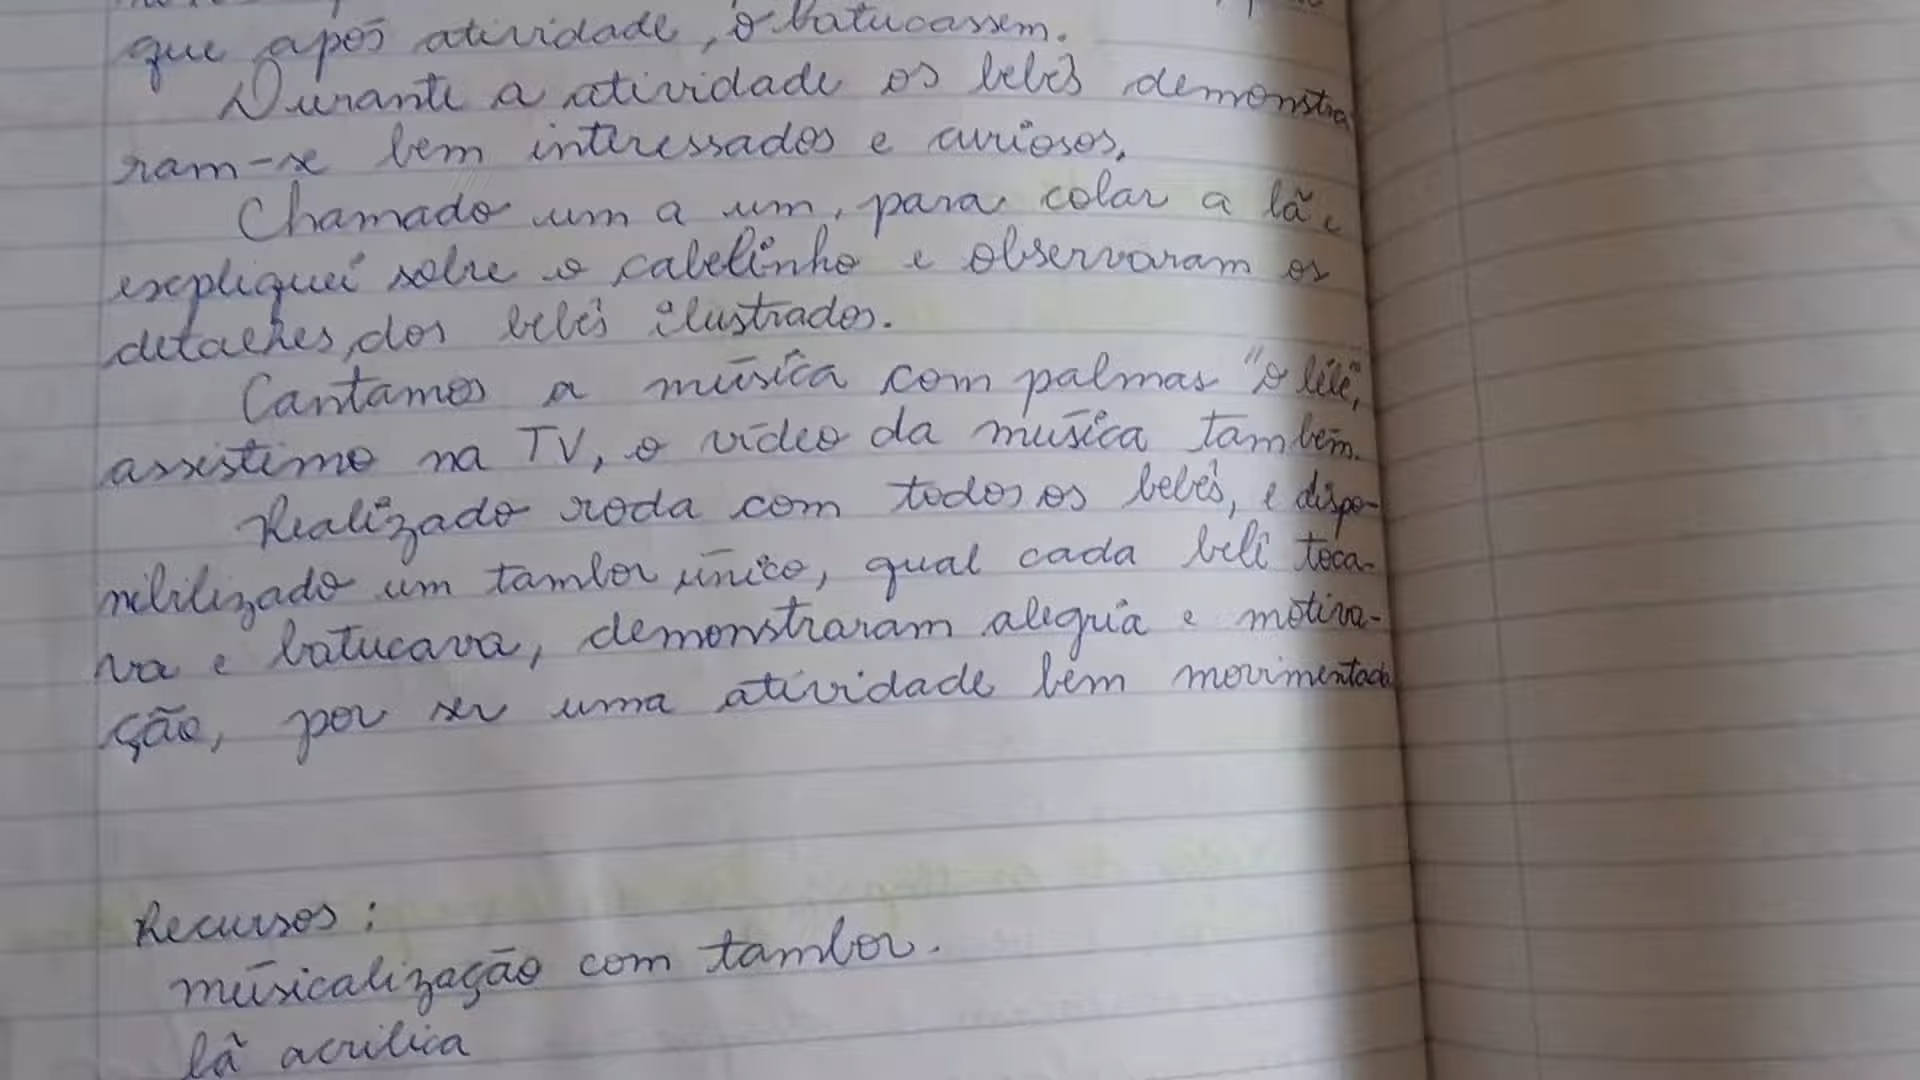 que após atividade, o batucassem.
Durante a atividade os bebês demonstra
ram-se bem interessados e curiosos,
Chamado um a um, para colar a lã e
expliquei sobre o cabelinho e observaram os
detalhes, dos bebês ilustrados.
Cantamos a música com palmas "o lêlê,
assistimo na TV, o vídeo da música também.
Realizado roda com todos os bebês, e dispo-
nibilizado um tambor único, qual cada bebê toca-
va e batucava, demonstraram alegria e motiva-
ção, por ser uma atividade bem movimentada
Recursos:
músicalização com tambor.
lã acrilica